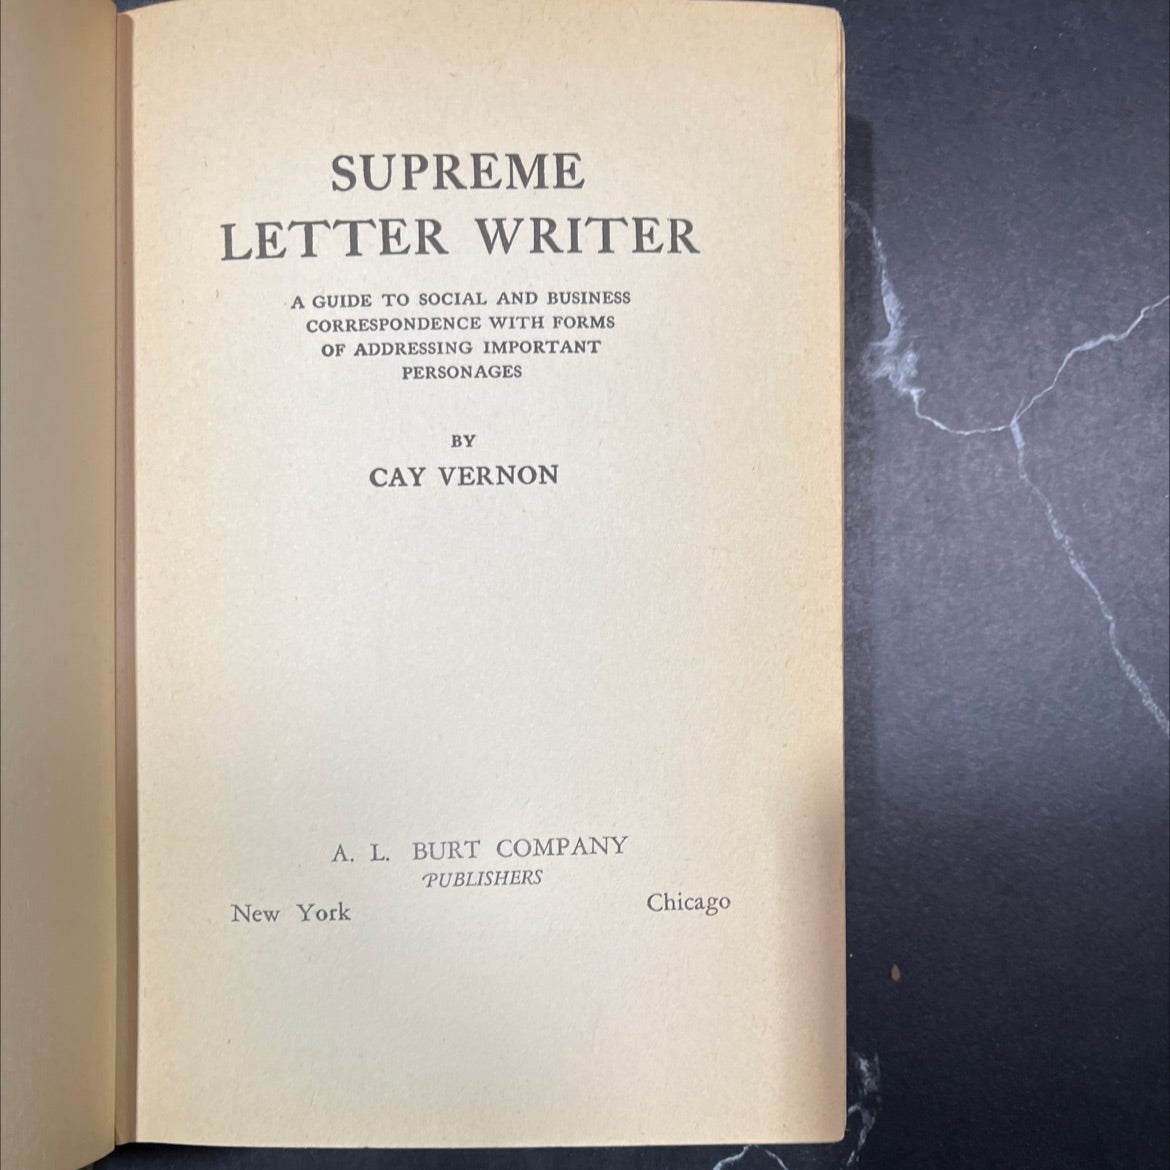 SUPREME
LETTER WRITER
A GUIDE TO SOCIAL AND BUSINESS
CORRESPONDENCE WITH FORMS
OF ADDRESSING IMPORTANT
PERSONAGES
BY
CAY VERNON
A. L. BURT COMPANY
PUBLISHERS
New York Chicago